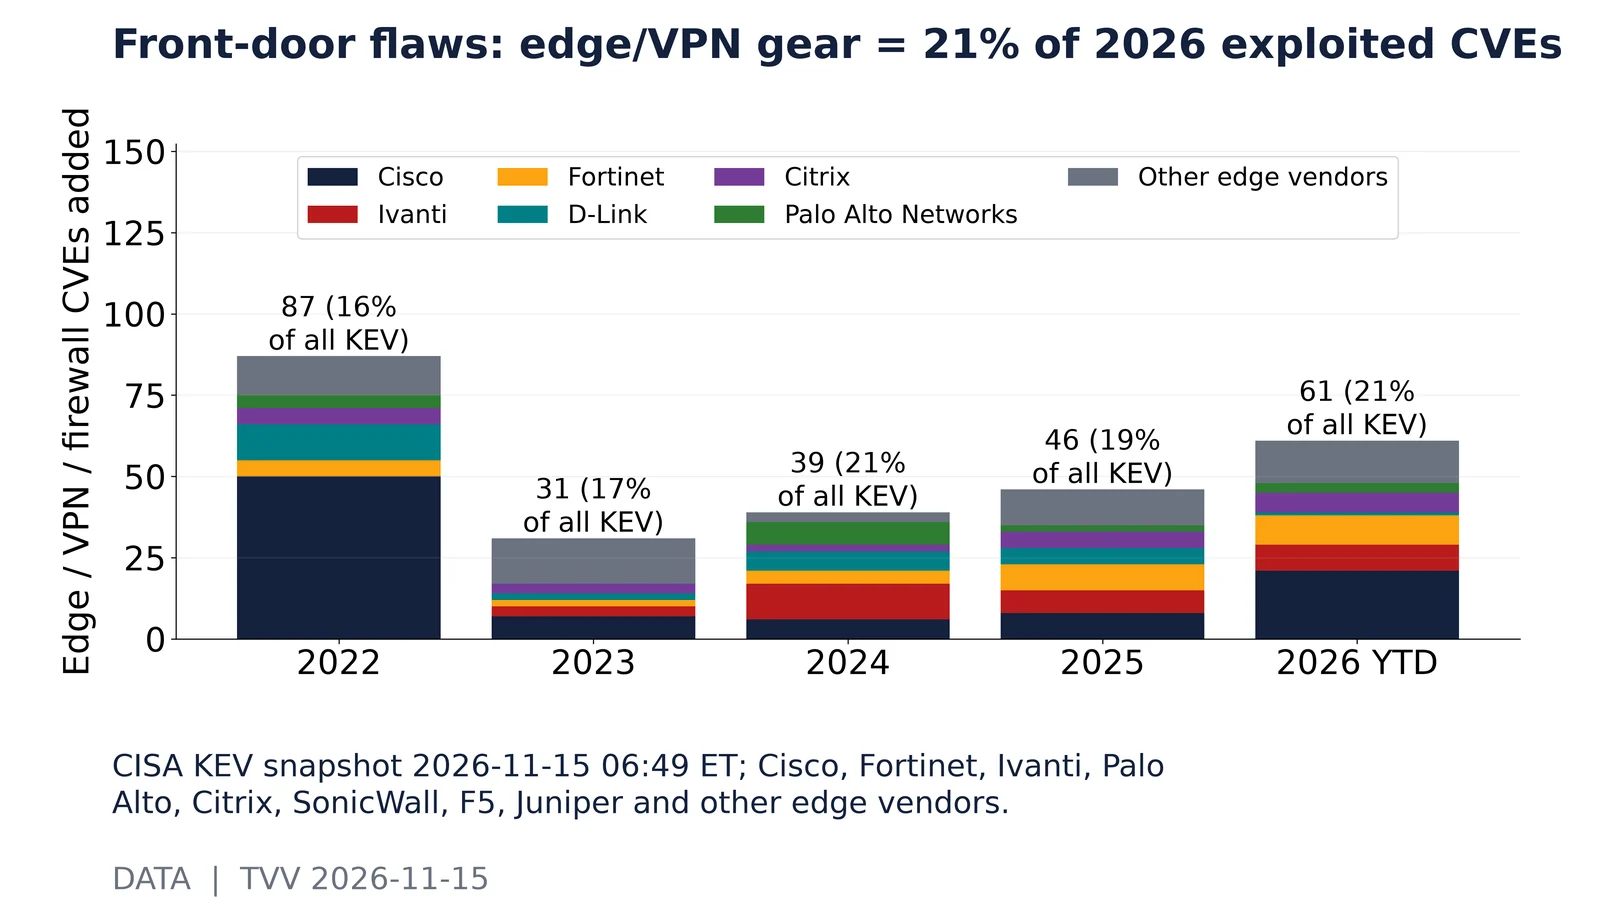 Front-door flaws: edge/VPN gear = 21% of 2026 exploited CVEs
Edge / VPN / firewall CVEs added
150
125
100
75
50
25
0
Cisco
Ivanti
Fortinet
D-Link
Citrix
Palo Alto Networks
Other edge vendors
87 (16%
of all KEV)
31 (17%
of all KEV)
39 (21%
of all KEV)
46 (19%
of all KEV)
61 (21%
of all KEV)
2022
2023
2024
2025
2026 YTD
CISA KEV snapshot 2026-11-15 06:49 ET; Cisco, Fortinet, Ivanti, Palo
Alto, Citrix, SonicWall, F5, Juniper and other edge vendors.
DATA | TVV 2026-11-15